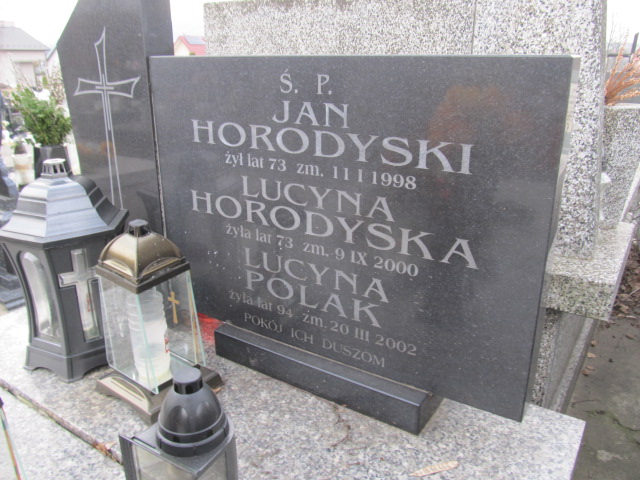 Ś. P.
JAN
HORODYSKI
żył lat 73 zm. 11 I 1998
LUCYNA
HORODYSKA
żyła lat 73 zm. 9 IX 2000
LUCYNA
POLAK
żyła lat 94 zm. 20 III 2002
POKÓJ ICH DUSZOM